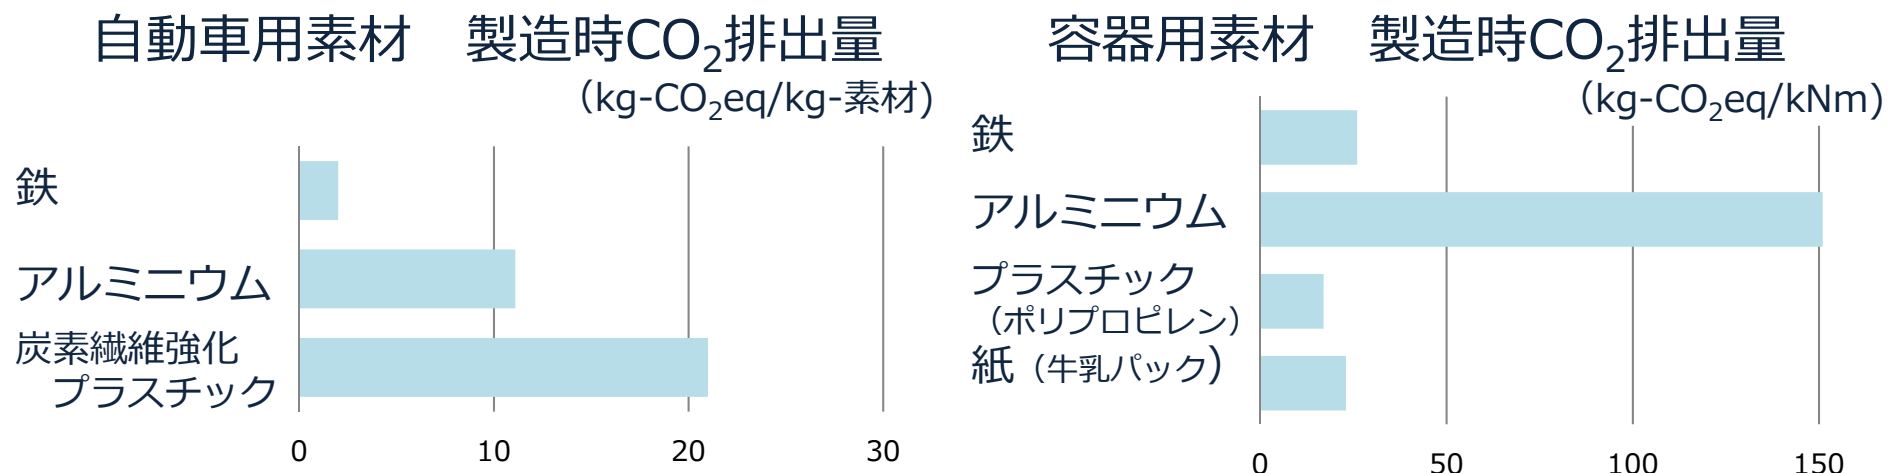 自動車用素材　製造時CO₂排出量
（kg-CO₂eq/kg-素材)
鉄
アルミニウム
炭素繊維強化
プラスチック
0 10 20 30
容器用素材　製造時CO₂排出量
（kg-CO₂eq/kNm)
鉄
アルミニウム
プラスチック
（ポリプロピレン）
紙（牛乳パック）
0 50 100 150